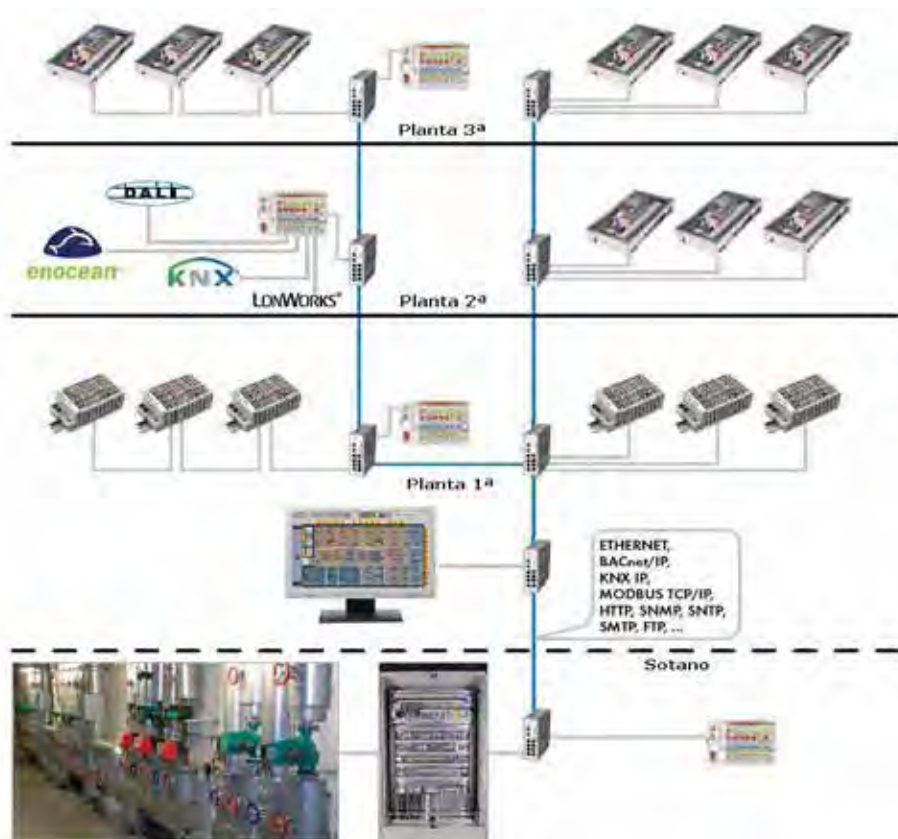 Planta 3ª
DALI
enocean
KNX
LONWORKS®
Planta 2ª
Planta 1ª
ETHERNET,
BACnet/IP,
KNX IP,
MODBUS TCP/IP,
HTTP, SNMP, SNTP,
SMTP, FTP, ...
Sotano